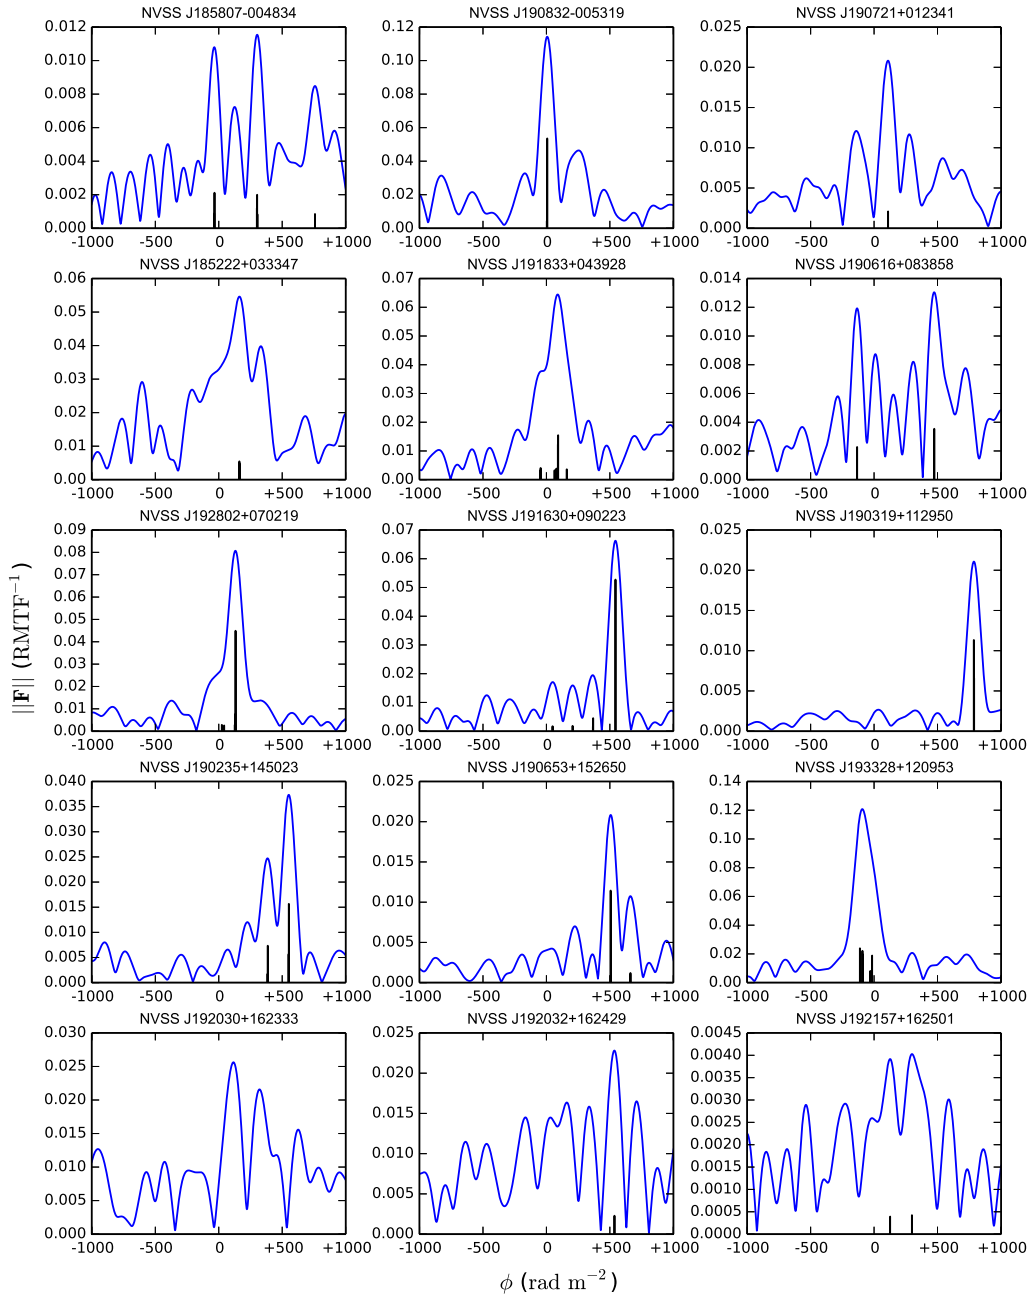 NVSS J185807-004834 NVSS J190832-005319 NVSS J190721+012341
0.012 0.12 0.025
0.010 0.10 0.020
0.008 0.08 0.015
0.006 0.06 0.010
0.004 0.04 0.005
0.002 0.02 0.000
0.000 0.00
-1000 -500 0 +500 +1000 -1000 -500 0 +500 +1000 -1000 -500 0 +500 +1000
NVSS J185222+033347 NVSS J191833+043928 NVSS J190616+083858
0.06 0.07 0.014
0.05 0.06 0.012
0.04 0.05 0.010
0.03 0.04 0.008
0.02 0.03 0.006
0.01 0.02 0.004
0.00 0.01 0.002
0.00 0.000
-1000 -500 0 +500 +1000 -1000 -500 0 +500 +1000 -1000 -500 0 +500 +1000
NVSS J192802+070219 NVSS J191630+090223 NVSS J190319+112950
0.09 0.07 0.025
0.08 0.06 0.020
0.07 0.05 0.015
0.06 0.04 0.010
0.05 0.03 0.005
0.04 0.02 0.000
0.03 0.01
0.02 0.00
0.01
0.00
-1000 -500 0 +500 +1000 -1000 -500 0 +500 +1000 -1000 -500 0 +500 +1000
||F|| (RMTF⁻¹)
NVSS J190235+145023 NVSS J190653+152650 NVSS J193328+120953
0.040 0.025 0.14
0.035 0.020 0.12
0.030 0.015 0.10
0.025 0.010 0.08
0.020 0.005 0.06
0.015 0.000 0.04
0.010 0.02
0.005 0.00
0.000
-1000 -500 0 +500 +1000 -1000 -500 0 +500 +1000 -1000 -500 0 +500 +1000
NVSS J192030+162333 NVSS J192032+162429 NVSS J192157+162501
0.030 0.025 0.0045
0.025 0.020 0.0040
0.020 0.015 0.0035
0.015 0.010 0.0030
0.010 0.005 0.0025
0.005 0.000 0.0020
0.000 0.0015
0.0010
0.0005
0.0000
-1000 -500 0 +500 +1000 -1000 -500 0 +500 +1000 -1000 -500 0 +500 +1000
ϕ (rad m⁻²)